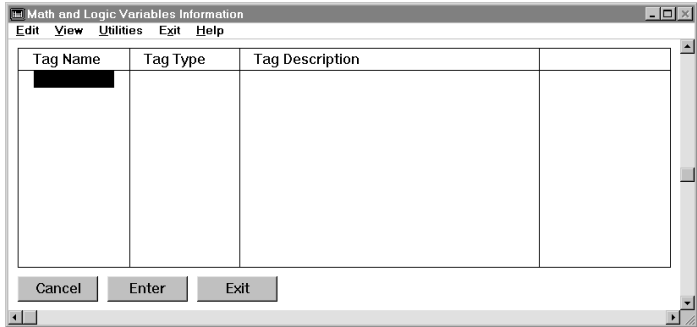 Math and Logic Variables Information
Edit View Utilities Exit Help
Tag Name Tag Type Tag Description
Cancel Enter Exit